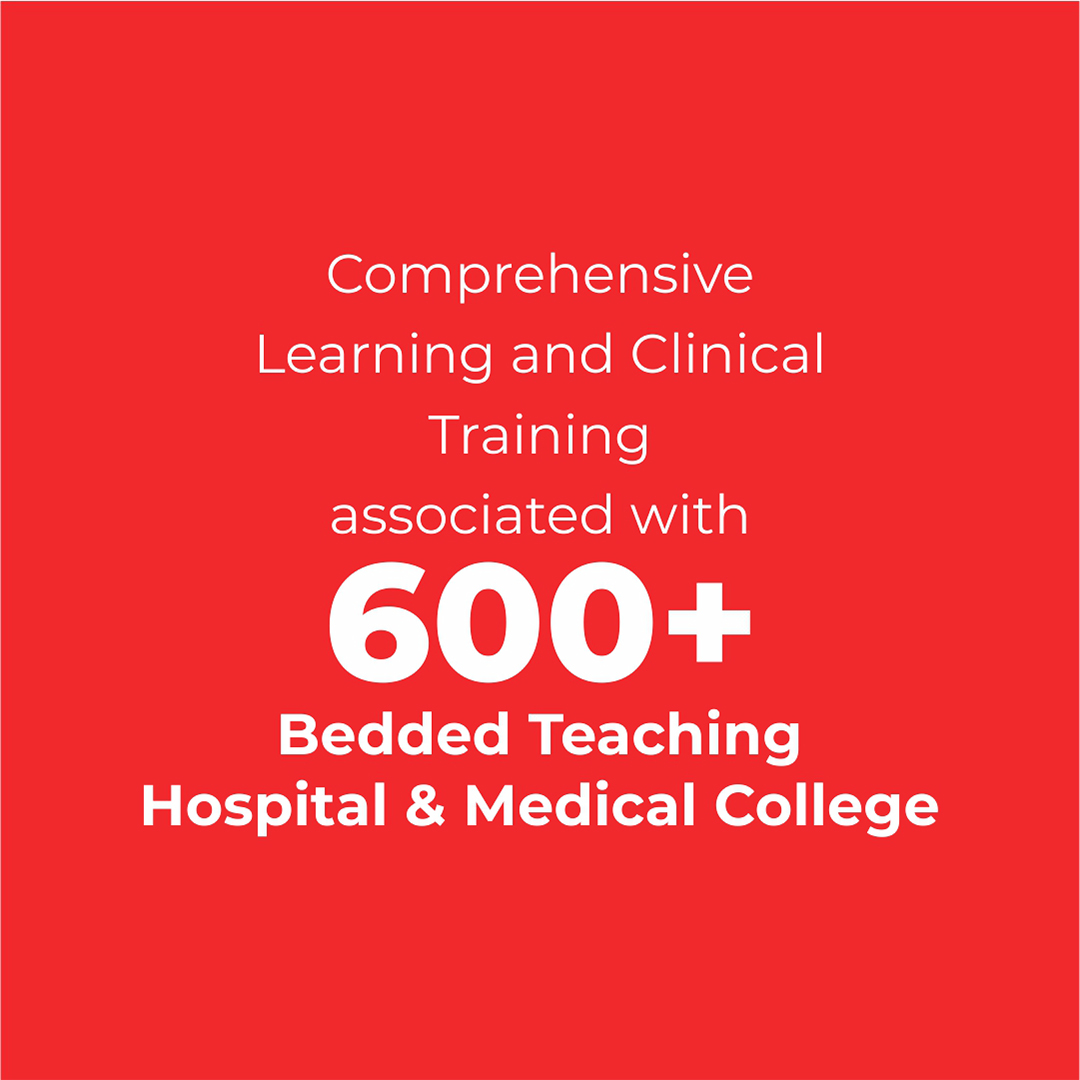 Comprehensive
Learning and Clinical
Training
associated with
600+
Bedded Teaching
Hospital & Medical College